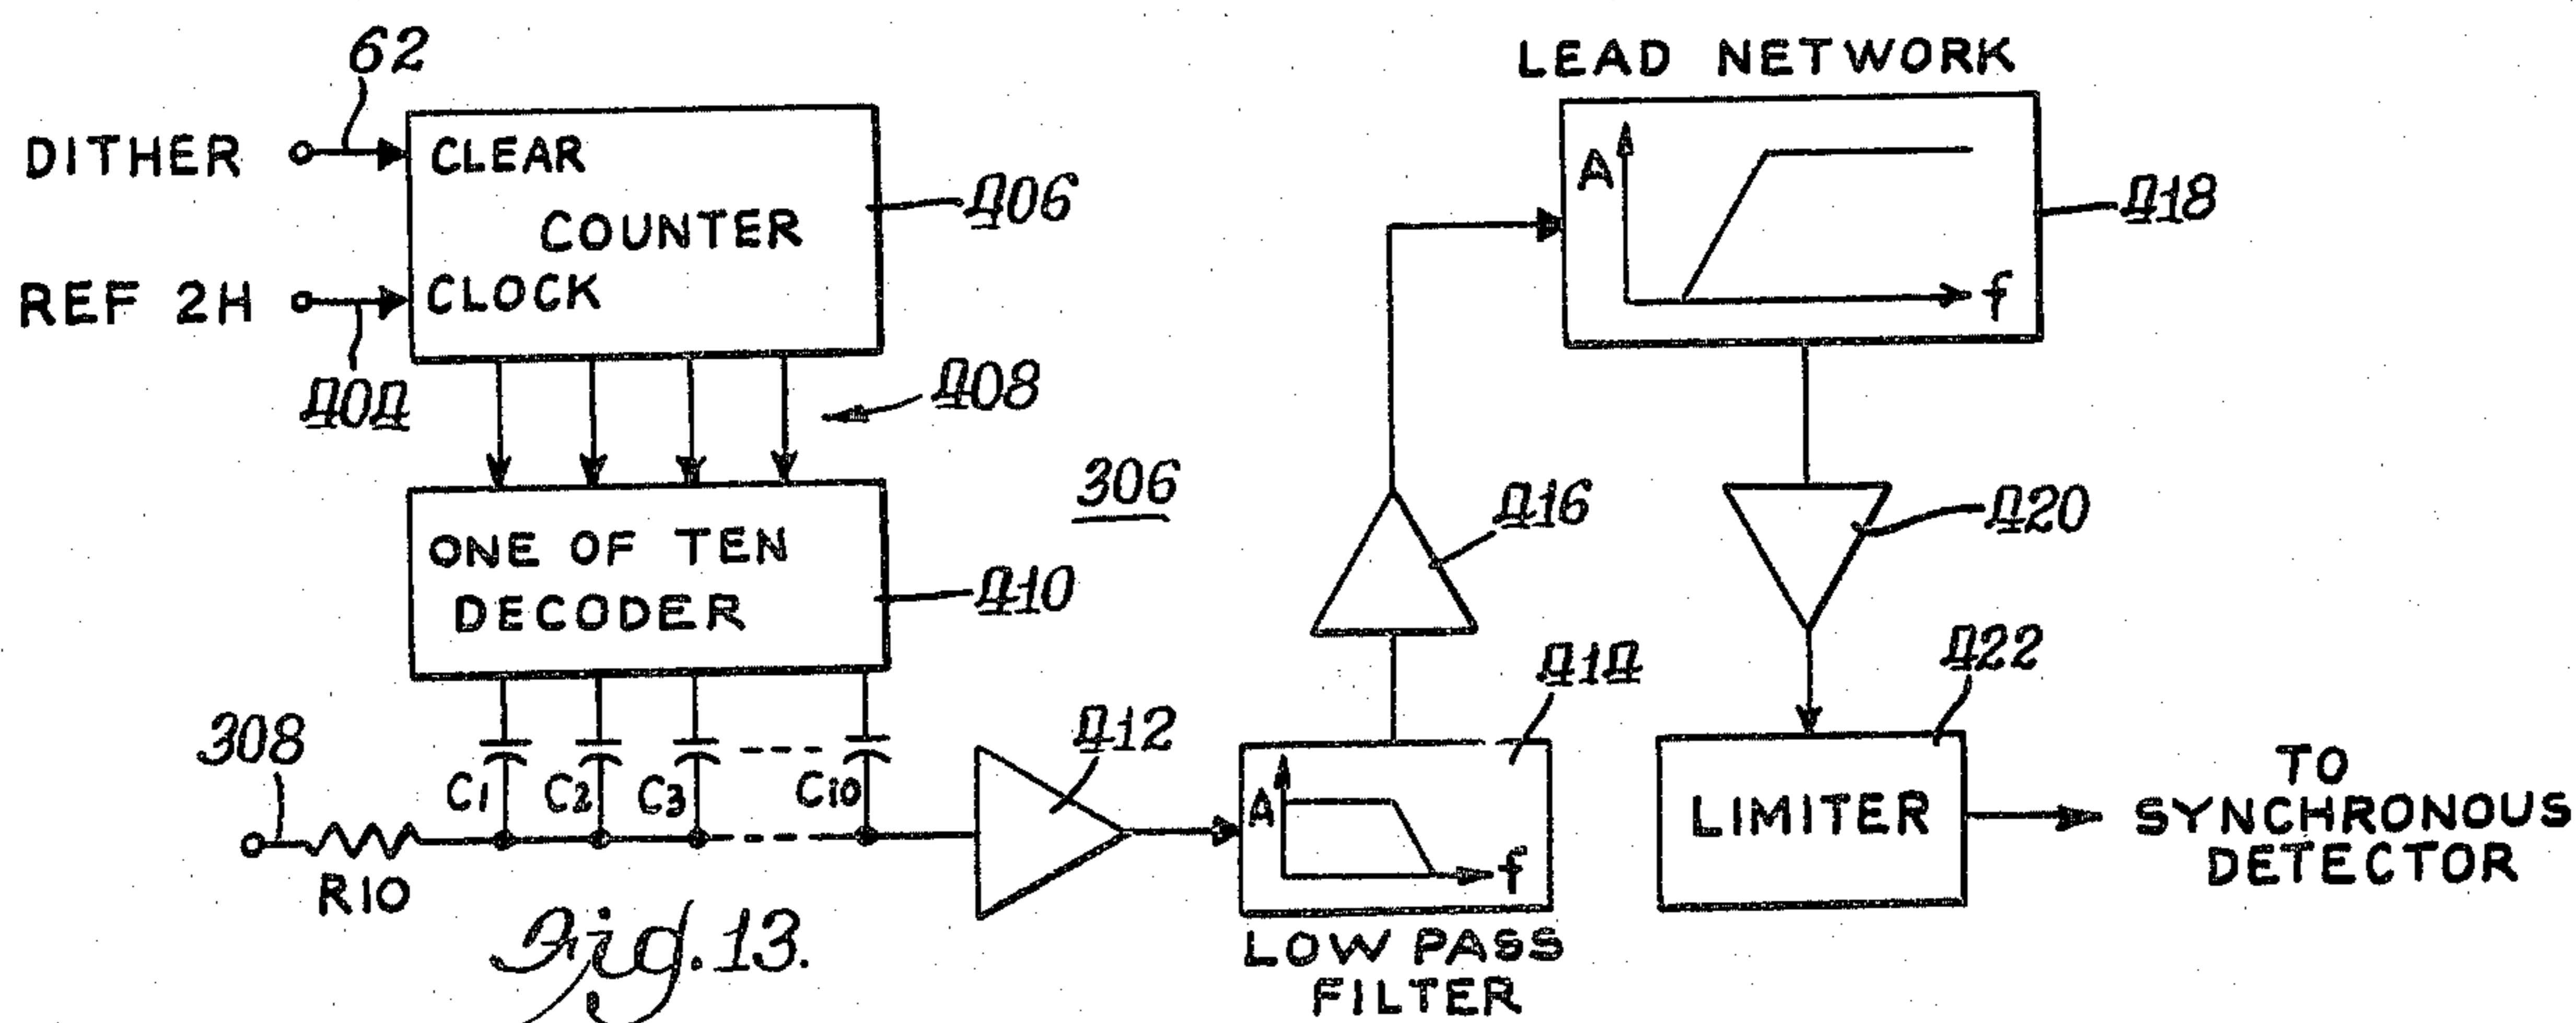 62
LEAD NETWORK
DITHER
CLEAR
A
406
COUNTER
418
REF 2H
CLOCK
f
404
408
306
416
420
ONE OF TEN
DECODER
410
414
422
308
412
C1
C2
C3
C10
A
f
LIMITER
TO
SYNCHRONOUS
DETECTOR
R10
Fig. 13.
LOW PASS
FILTER